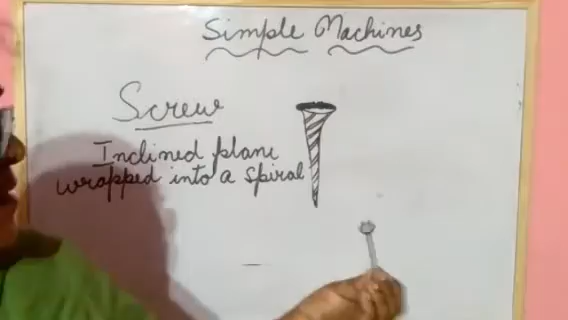 Simple Machines
Screw
Inclined plane
wrapped into a spiral